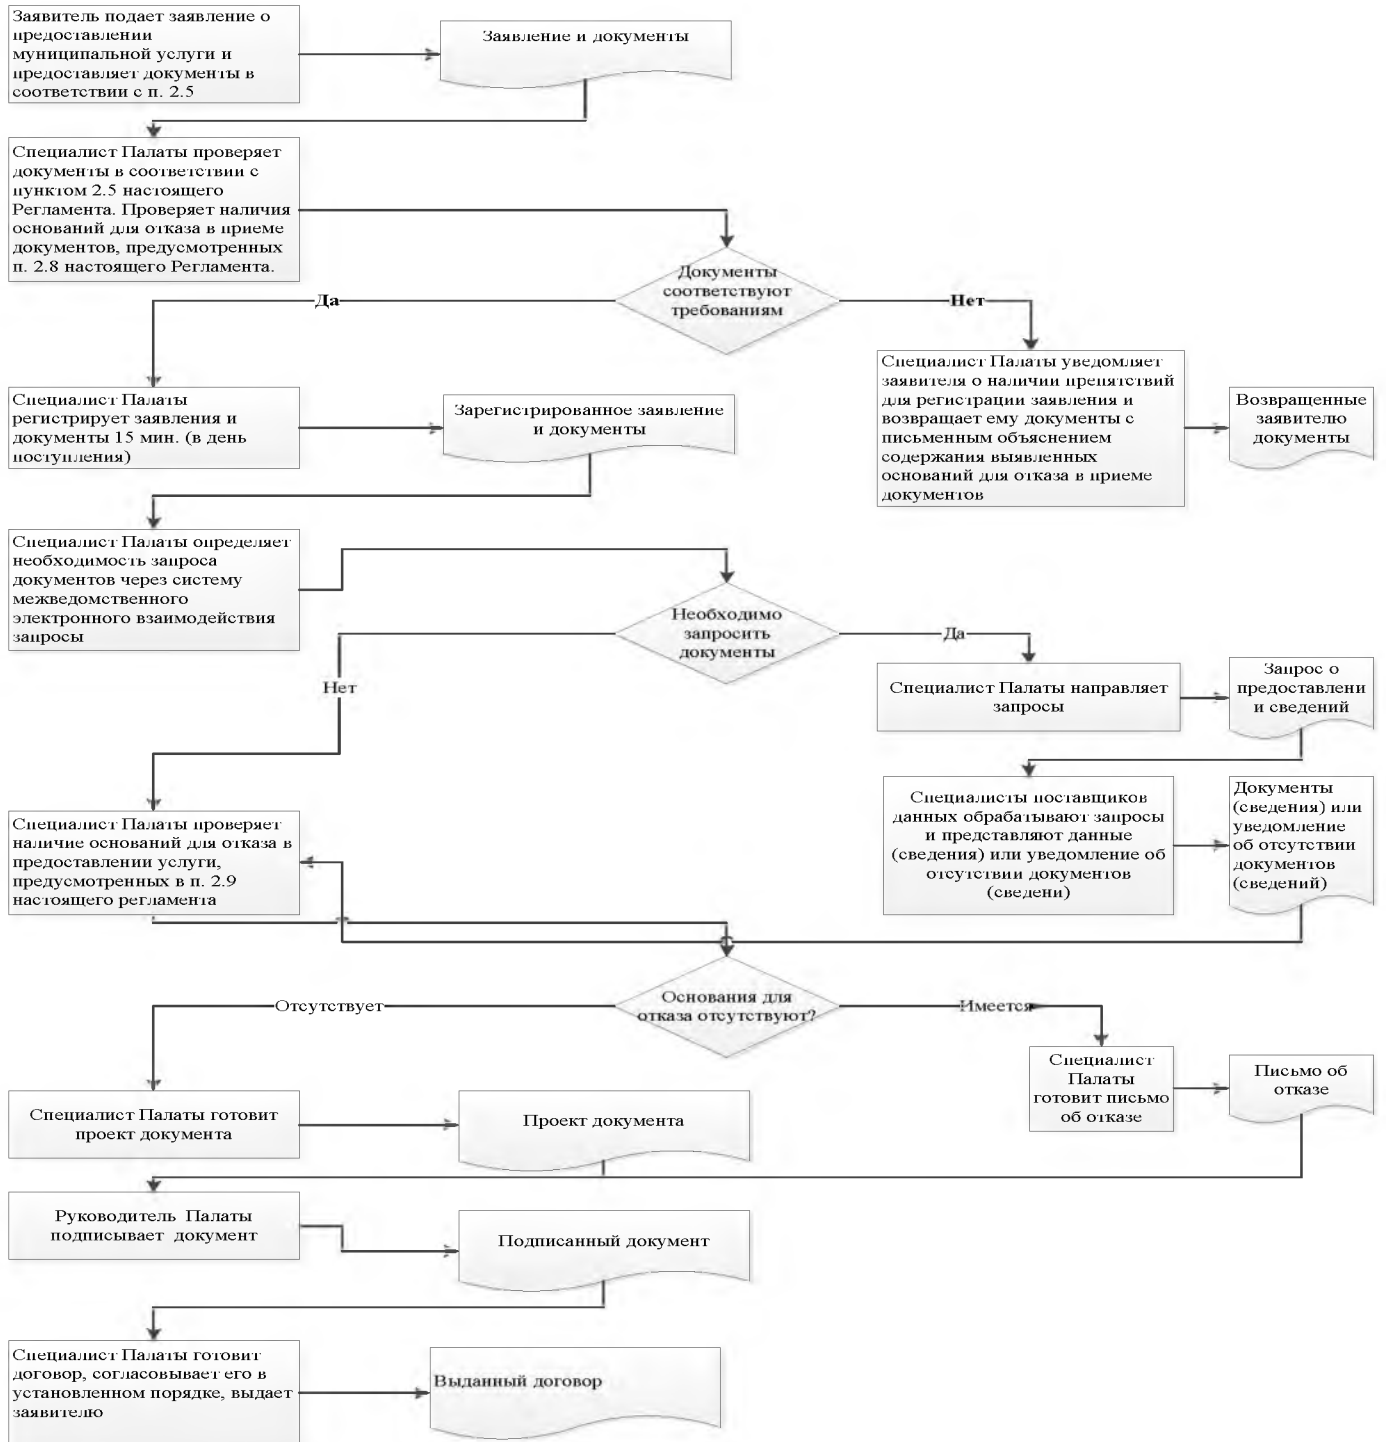 Заявитель подает заявление о
предоставлении
муниципальной услуги и
предоставляет документы в
соответствии с п. 2.5
Заявление и документы
Специалист Палаты проверяет
документы в соответствии с
пунктом 2.5 настоящего
Регламента. Проверяет наличия
оснований для отказа в приеме
документов, предусмотренных
п. 2.8 настоящего Регламента.
Документы
соответствуют
требованиям
Да
Нет
Специалист Палаты
регистрирует заявления и
документы 15 мин. (в день
поступления)
Зарегистрированное заявление
и документы
Специалист Палаты уведомляет
заявителя о наличии препятствий
для регистрации заявления и
возвращает ему документы с
письменным объяснением
содержания выявленных
оснований для отказа в приеме
документов
Возвращенные
заявителю
документы
Специалист Палаты определяет
необходимость запроса
документов через систему
межведомственного
электронного взаимодействия
запросы
Необходимо
запросить
документы
Да
Нет
Специалист Палаты направляет
запросы
Запрос о
предоставлени
и сведений
Специалисты поставщиков
данных обрабатывают запросы
и представляют данные
(сведения) или уведомление об
отсутствии документов
(сведени)
Документы
(сведения) или
уведомление
об отсутствии
документов
(сведений)
Специалист Палаты проверяет
наличие оснований для отказа в
предоставлении услуги,
предусмотренных в п. 2.9
настоящего регламента
Основания для
отказа отсутствуют?
Отсутствует
Имеется
Специалист
Палаты
готовит письмо
об отказе
Письмо об
отказе
Специалист Палаты готовит
проект документа
Проект документа
Руководитель Палаты
подписывает документ
Подписанный документ
Специалист Палаты готовит
договор, согласовывает его в
установленном порядке, выдает
заявителю
Выданный договор